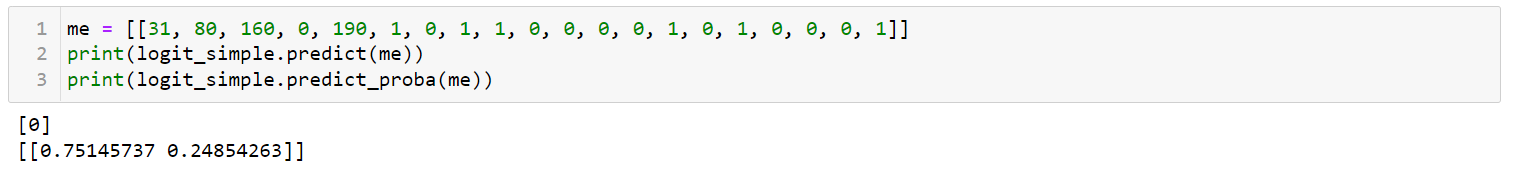 1 me = [[31, 80, 160, 0, 190, 1, 0, 1, 1, 0, 0, 0, 0, 1, 0, 1, 0, 0, 0, 1]]
2 print(logit_simple.predict(me))
3 print(logit_simple.predict_proba(me))
[0]
[[0.75145737 0.24854263]]